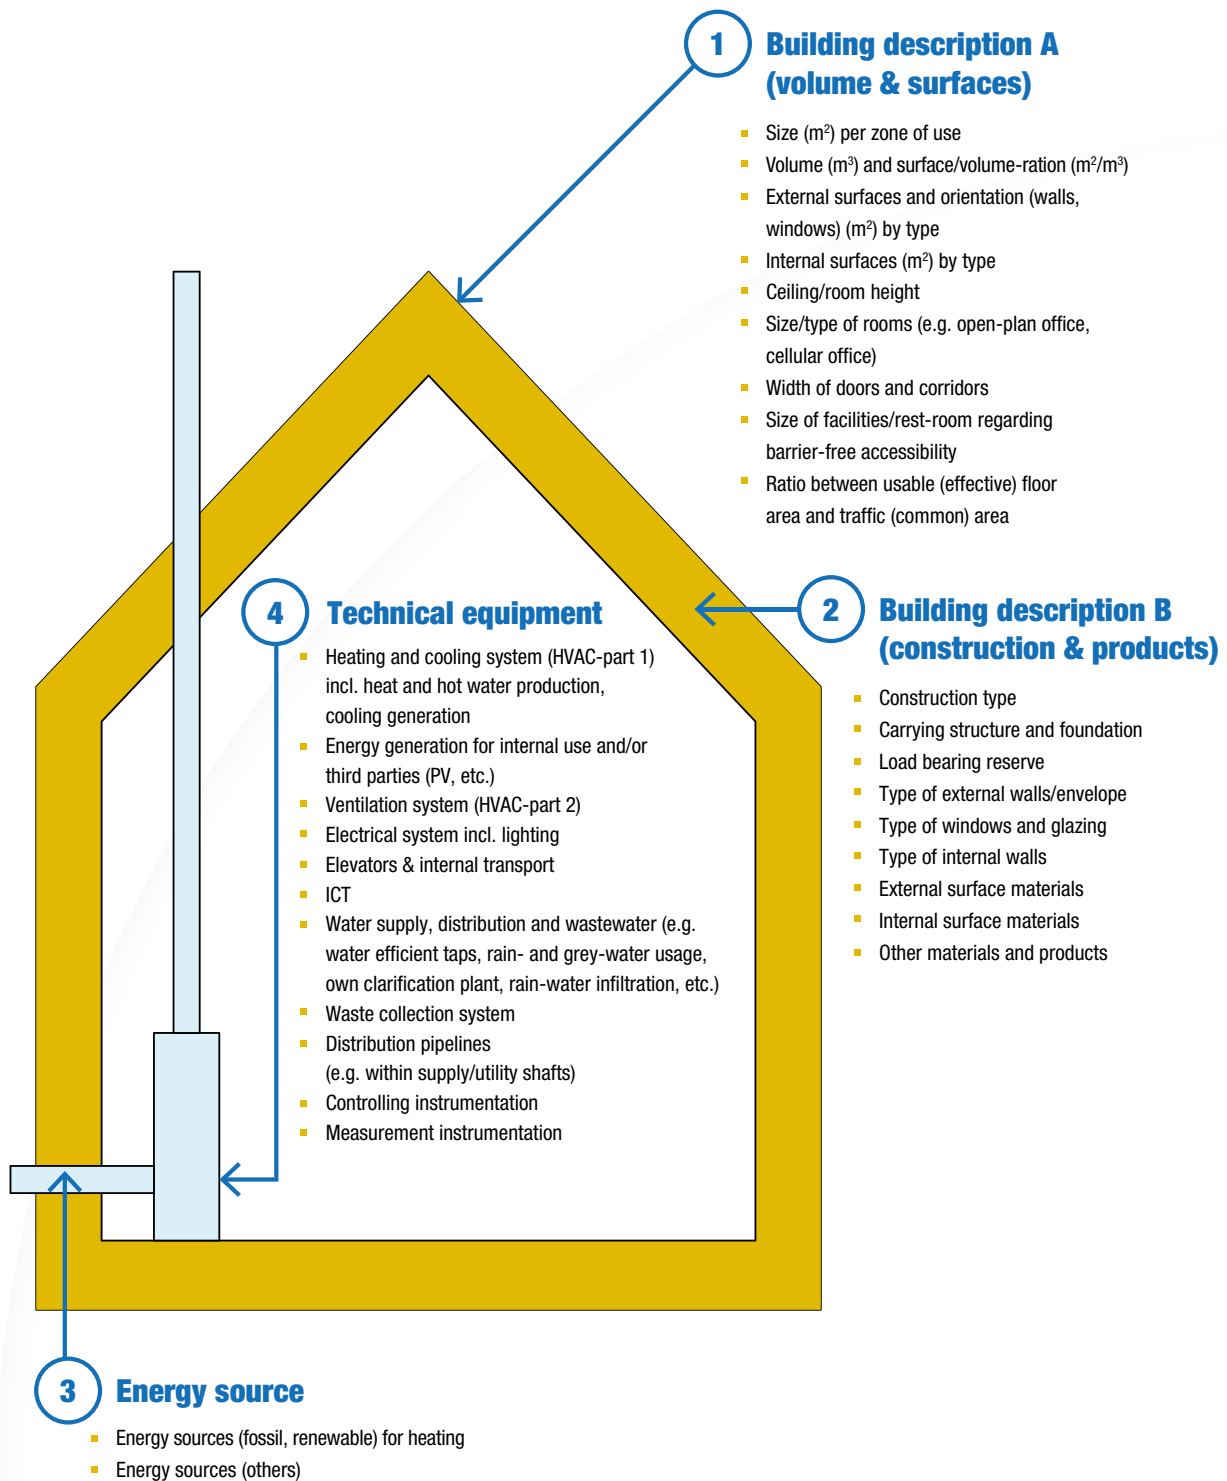 1
Building description A
(volume & surfaces)
Size (m²) per zone of use
Volume (m³) and surface/volume-ration (m²/m³)
External surfaces and orientation (walls,
windows) (m²) by type
Internal surfaces (m²) by type
Ceiling/room height
Size/type of rooms (e.g. open-plan office,
cellular office)
Width of doors and corridors
Size of facilities/rest-room regarding
barrier-free accessibility
Ratio between usable (effective) floor
area and traffic (common) area
2
Building description B
(construction & products)
Construction type
Carrying structure and foundation
Load bearing reserve
Type of external walls/envelope
Type of windows and glazing
Type of internal walls
External surface materials
Internal surface materials
Other materials and products
4
Technical equipment
Heating and cooling system (HVAC-part 1)
incl. heat and hot water production,
cooling generation
Energy generation for internal use and/or
third parties (PV, etc.)
Ventilation system (HVAC-part 2)
Electrical system incl. lighting
Elevators & internal transport
ICT
Water supply, distribution and wastewater (e.g.
water efficient taps, rain- and grey-water usage,
own clarification plant, rain-water infiltration, etc.)
Waste collection system
Distribution pipelines
(e.g. within supply/utility shafts)
Controlling instrumentation
Measurement instrumentation
3
Energy source
Energy sources (fossil, renewable) for heating
Energy sources (others)